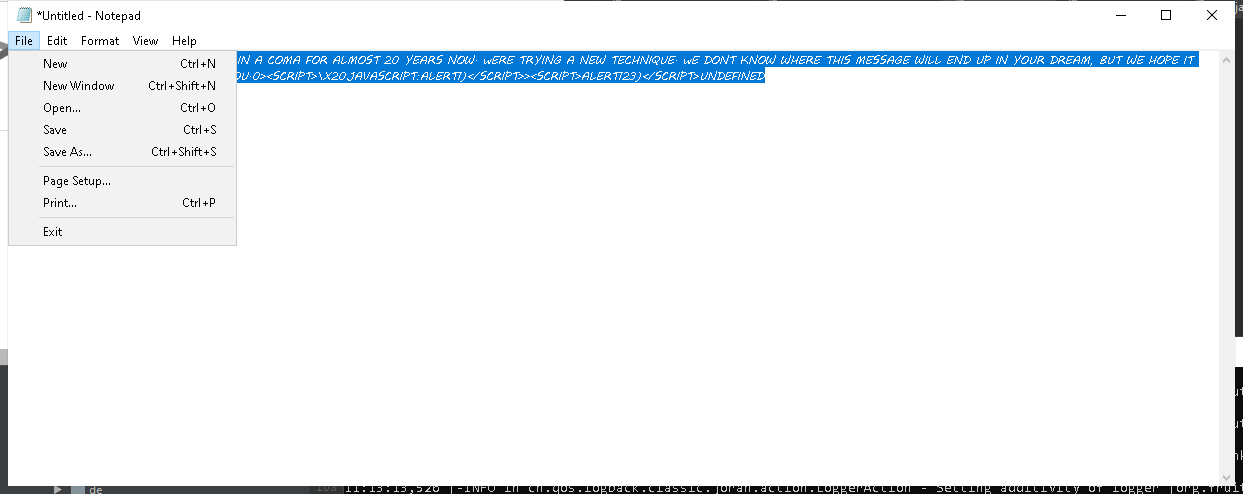 *Untitled - Notepad
File Edit Format View Help
IN A COMA FOR ALMOST 20 YEARS NOW. WERE TRYING A NEW TECHNIQUE. WE DONT KNOW WHERE THIS MESSAGE WILL END UP IN YOUR DREAM, BUT WE HOPE IT
OU.0><SCRIPT>\X20JAVASCRIPT:ALERT(1)</SCRIPT>><SCRIPT>ALERT(123)</SCRIPT>UNDEFINED
New Ctrl+N
New Window Ctrl+Shift+N
Open... Ctrl+O
Save Ctrl+S
Save As... Ctrl+Shift+S
Page Setup...
Print... Ctrl+P
Exit
de
11:13:13,526 |-INFO in ch.qos.logback.classic.joran.action.LoggerAction - Setting additivity of logger